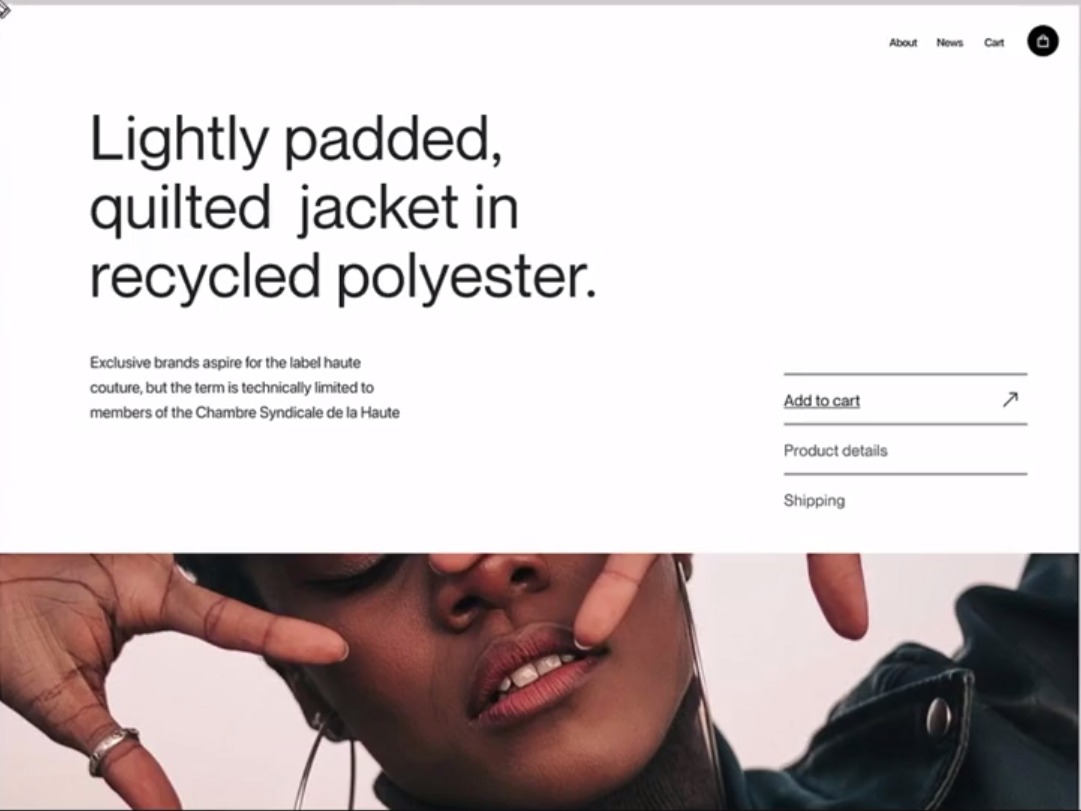 About News Cart
Lightly padded,
quilted  jacket in
recycled polyester.
Exclusive brands aspire for the label haute
couture, but the term is technically limited to
members of the Chambre Syndicale de la Haute
Add to cart
Product details
Shipping